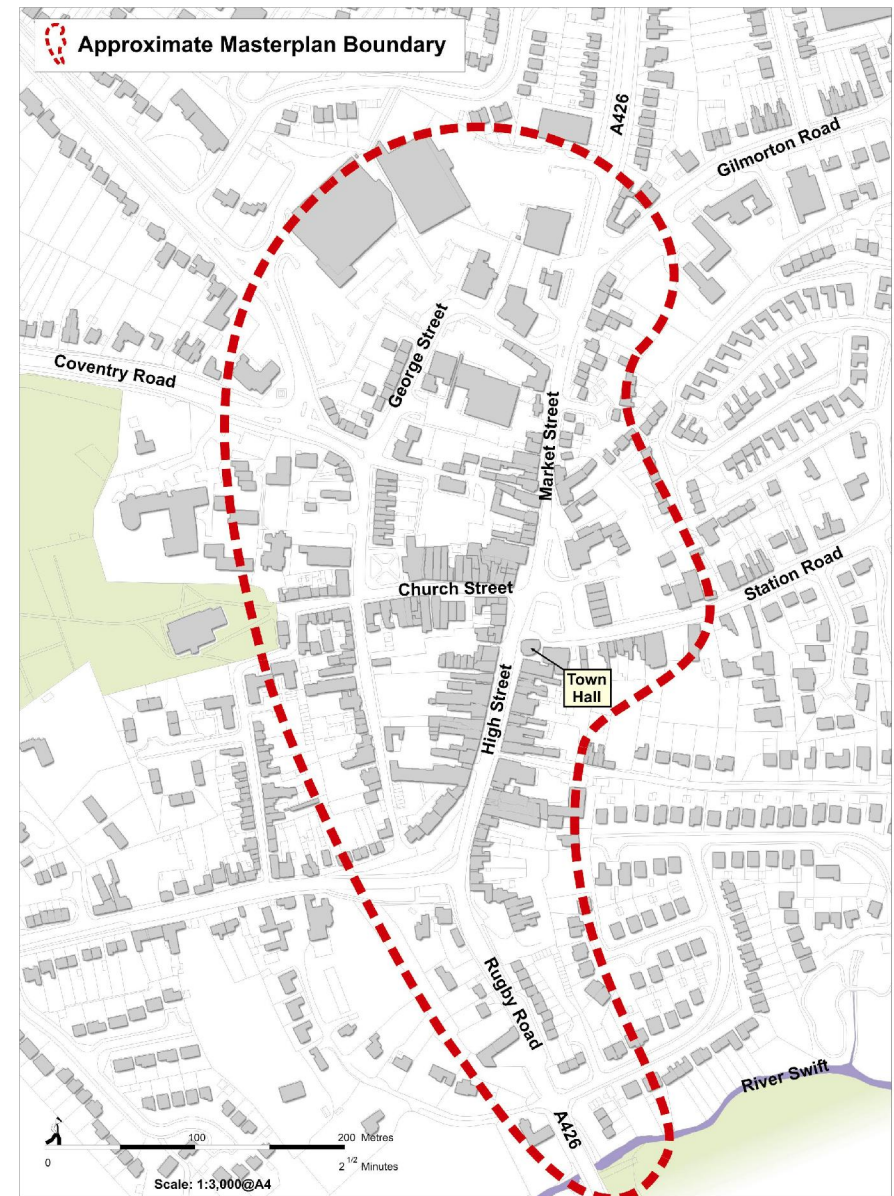 Approximate Masterplan Boundary
A426
Gilmorton Road
George Street
Coventry Road
Market Street
Church Street
Station Road
Town
Hall
High Street
Rugby Road
River Swift
A426
100
200 Metres
0
2 1/2 Minutes
Scale: 1:3,000@A4